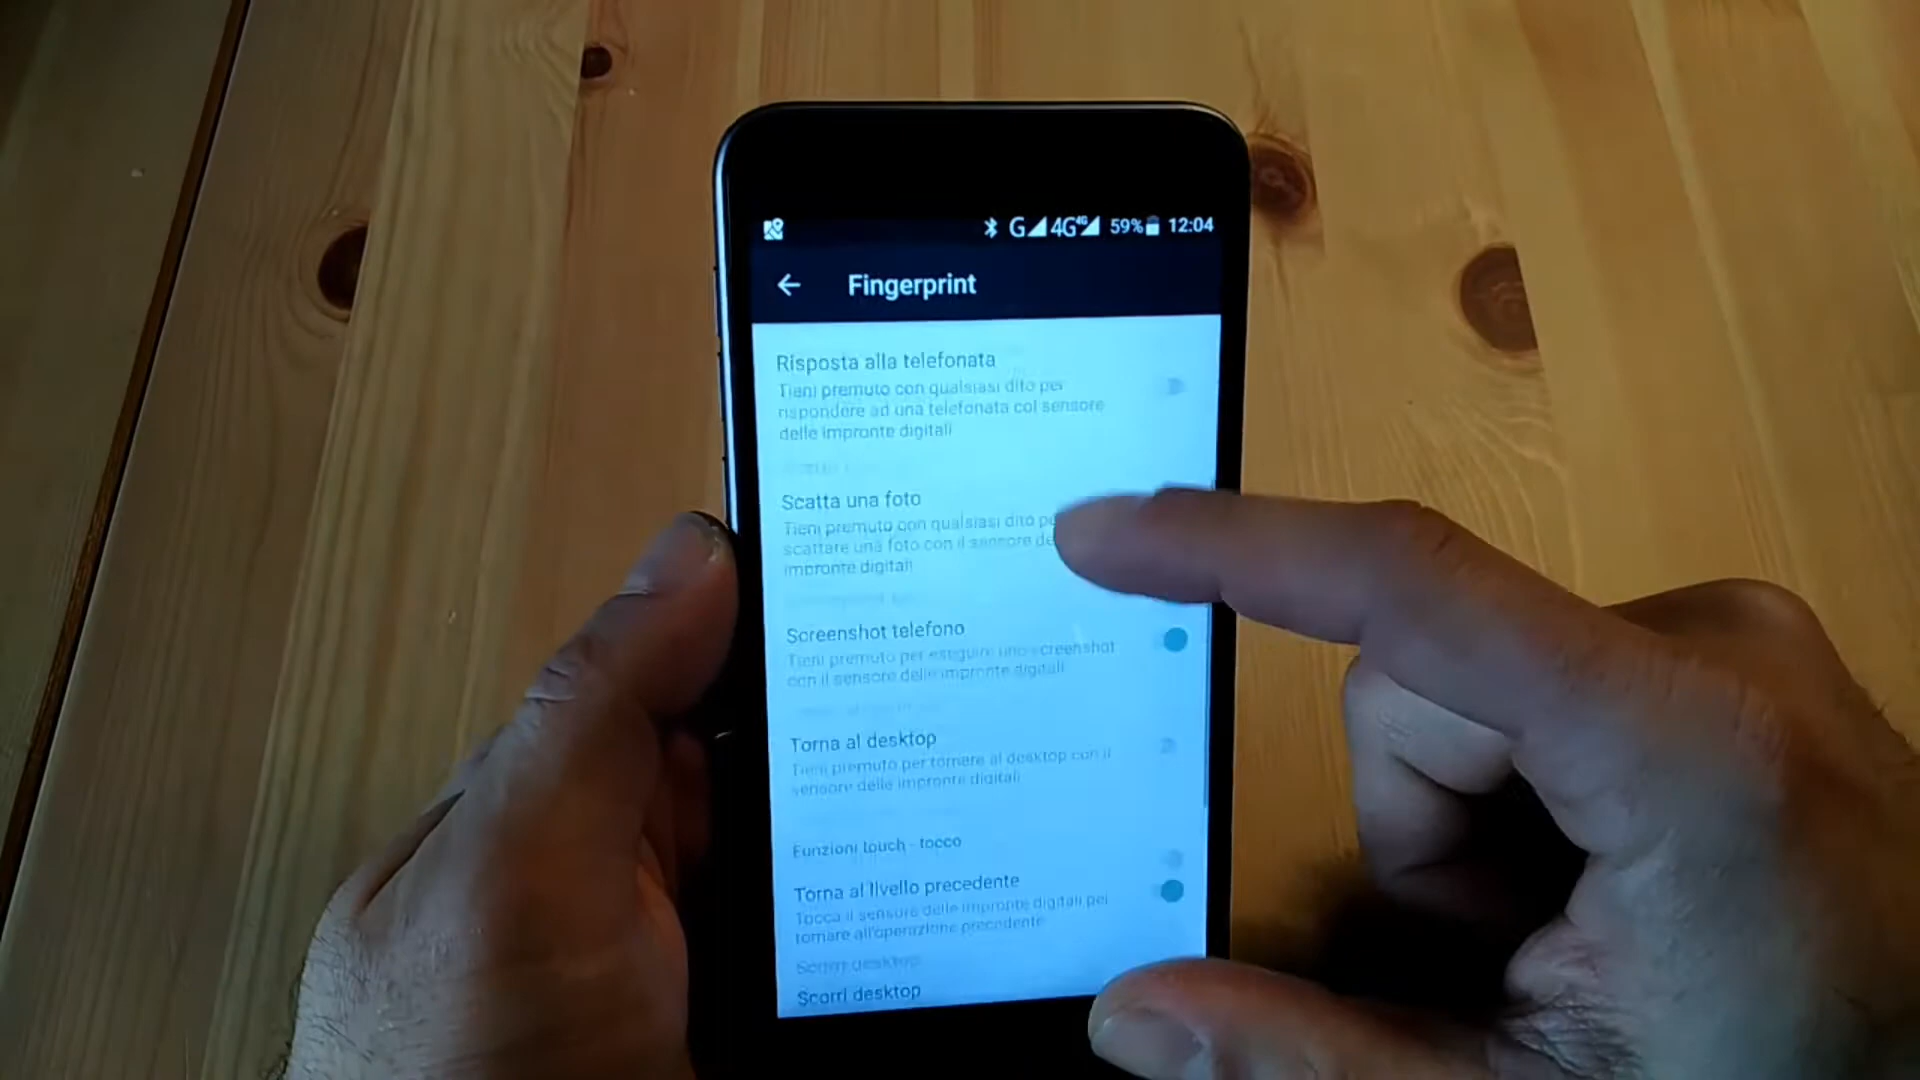 G 4G 4G 59% 12:04
Fingerprint
Risposta alla telefonata
Tieni premuto con qualsiasi dito per
rispondere ad una telefonata col sensore
delle impronte digitali
Scatta una foto
Tieni premuto con qualsiasi dito pe
scattare una foto con il sensore de
impronte digitali
Screenshot telefono
Tieni premuto per eseguire uno screenshot
con il sensore delle impronte digitali
Torna al desktop
Tieni premuto per tornare al desktop con il
sensore delle impronte digitali
Funzioni touch - tocco
Torna al livello precedente
Tocca il sensore delle impronte digitali per
tornare all'operazione precedente
Scorri desktop